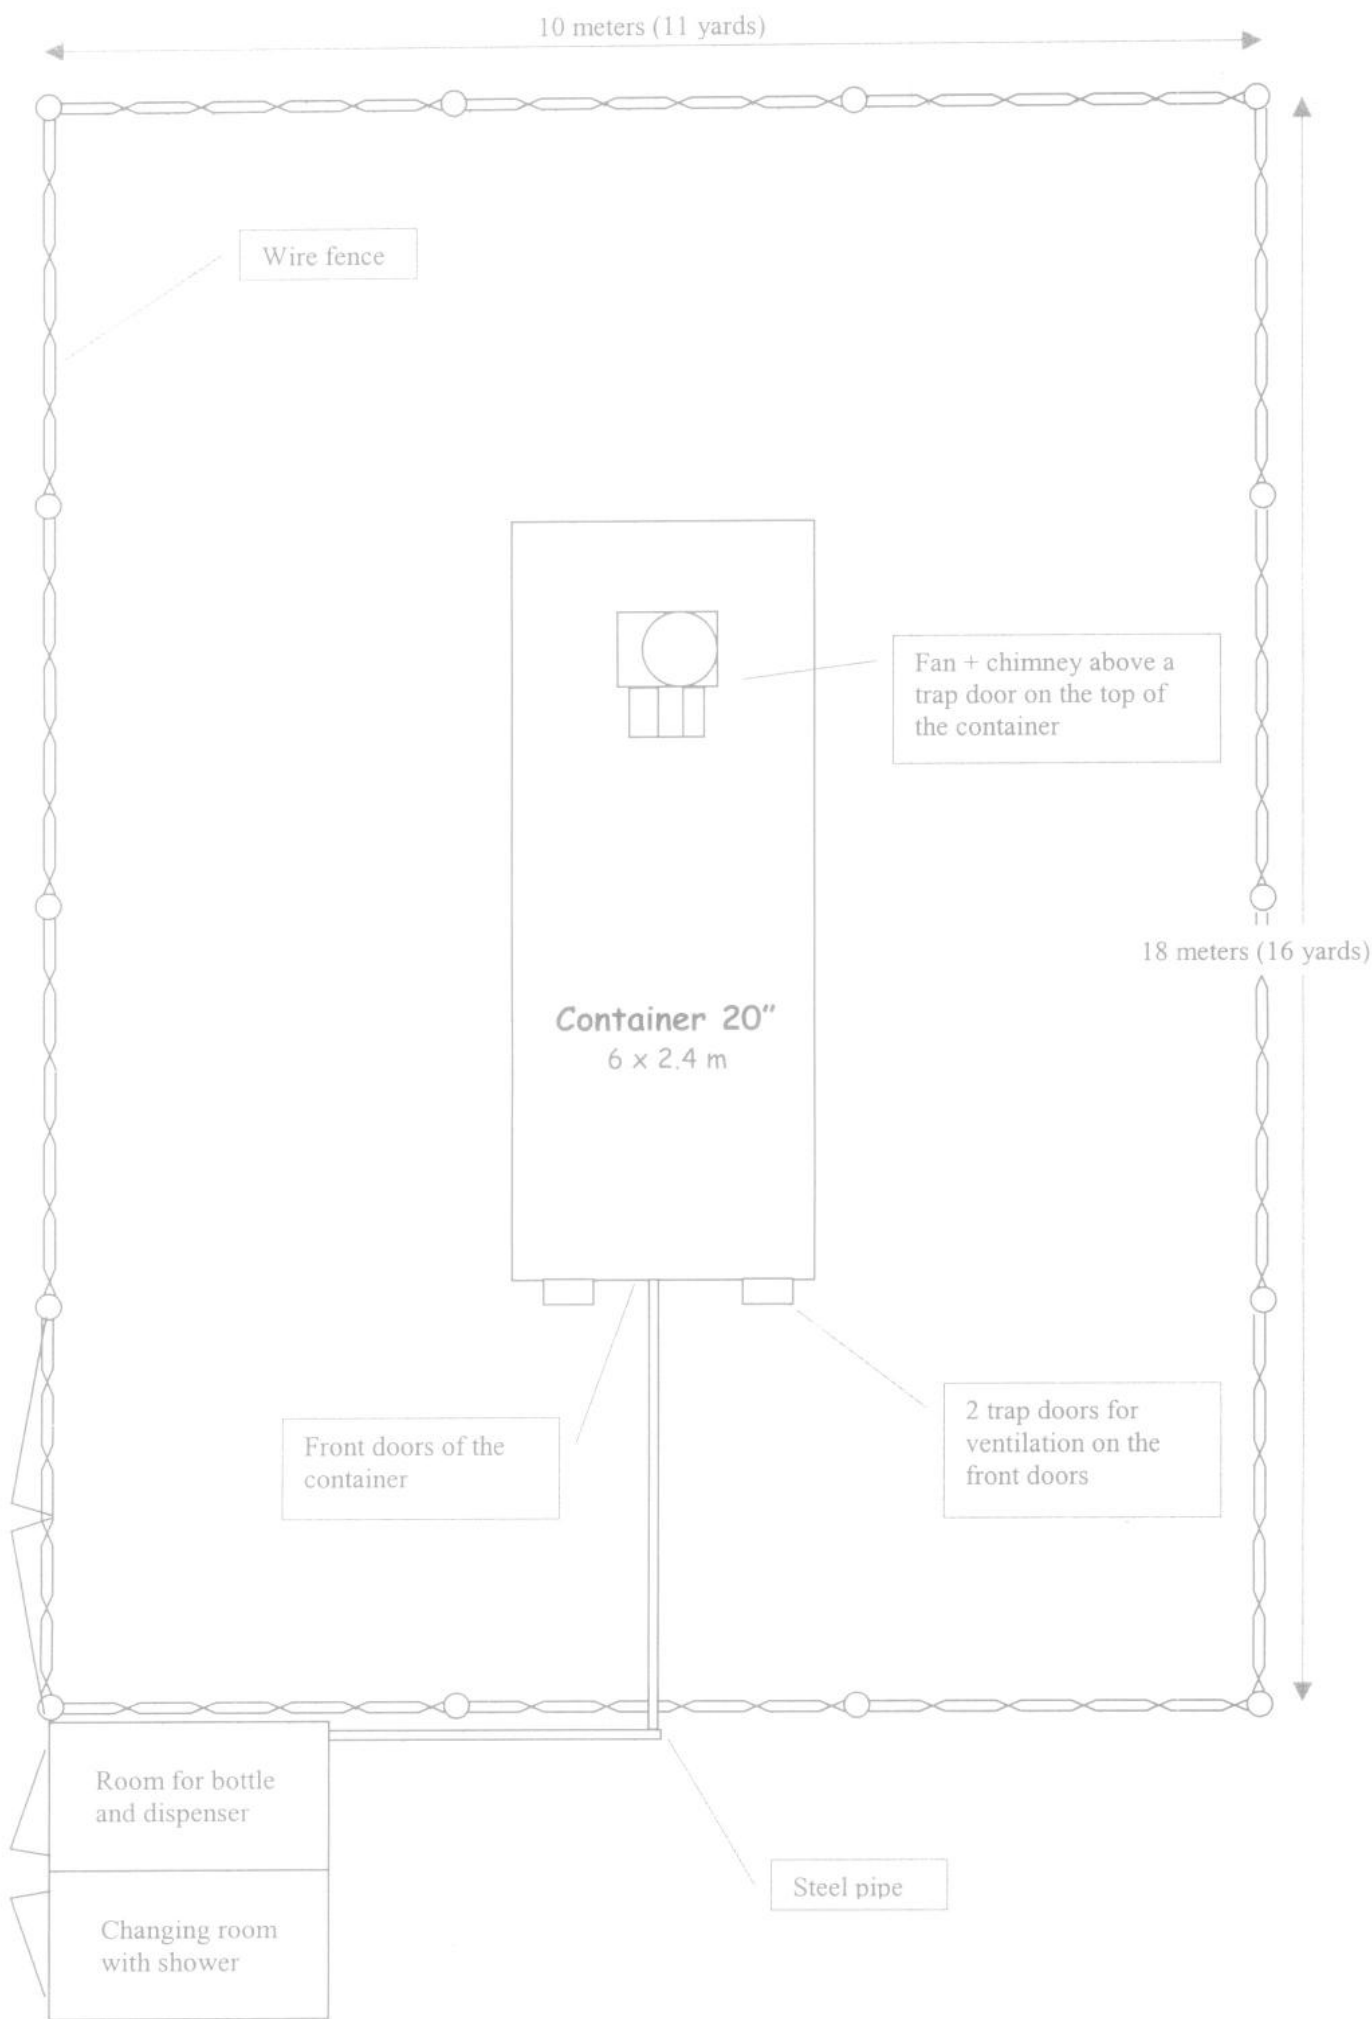 10 meters (11 yards)
Wire fence
Fan + chimney above a
trap door on the top of
the container
18 meters (16 yards)
Container 20"
6 x 2.4 m
Front doors of the
container
2 trap doors for
ventilation on the
front doors
Room for bottle
and dispenser
Steel pipe
Changing room
with shower